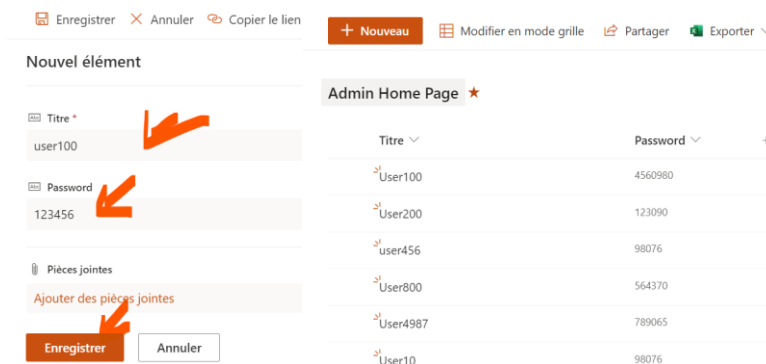 Enregistrer Annuler Copier le lien
Nouvel élément
Abc Titre *
user100
Abc Password
123456
Pièces jointes
Ajouter des pièces jointes
Enregistrer Annuler
+ Nouveau Modifier en mode grille Partager Exporter
Admin Home Page
Titre Password
User100 4560980
User200 123090
user456 98076
User800 564370
User4987 789065
User10 98076